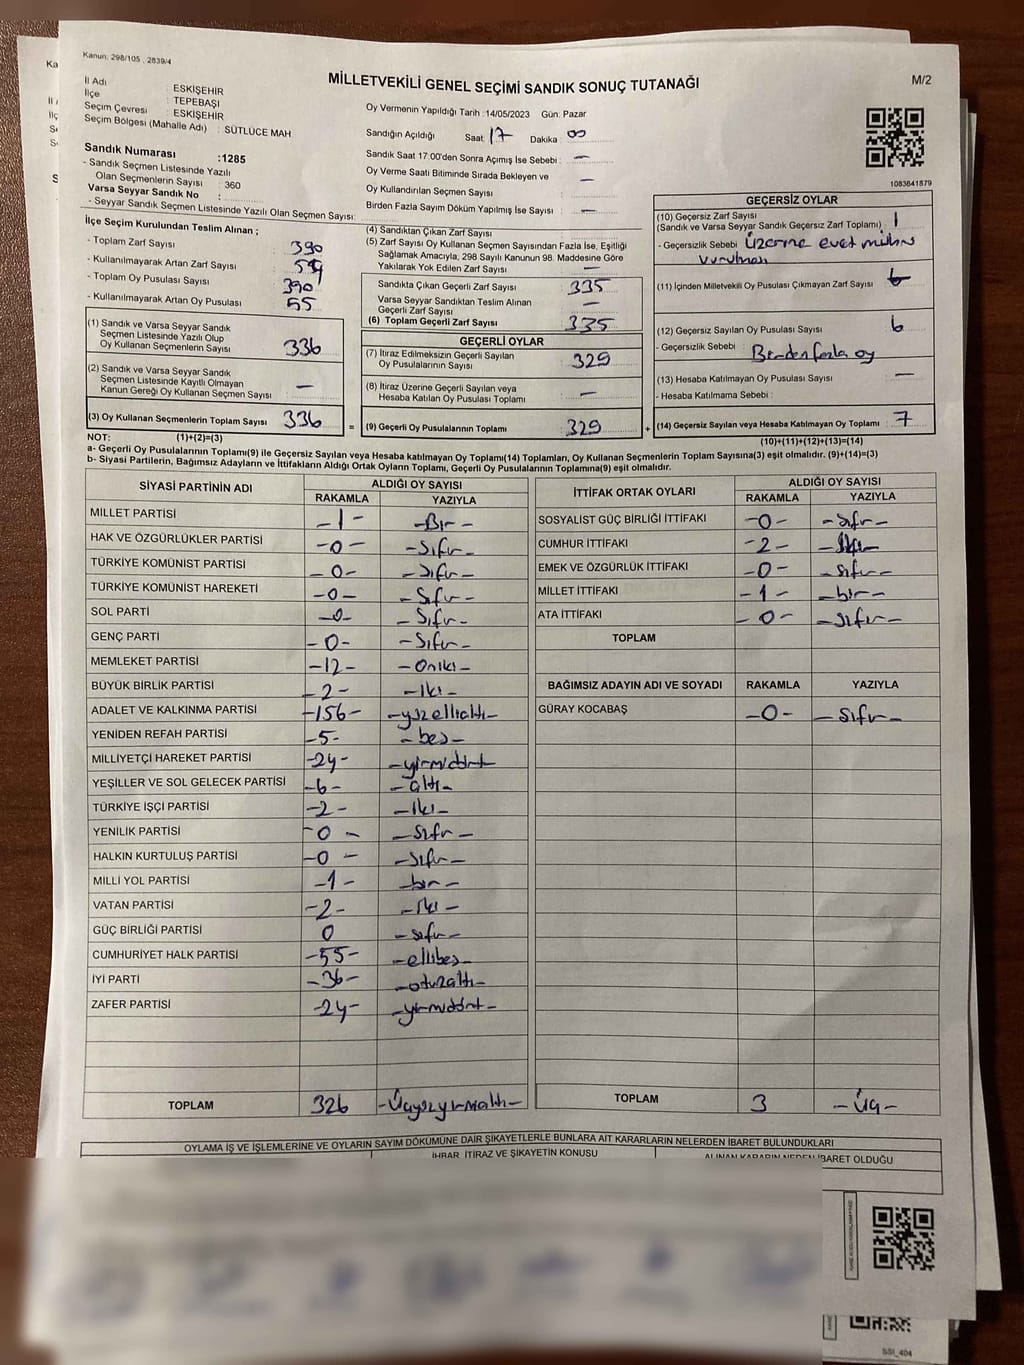 Kanun: 298/105 , 2839/4
MİLLETVEKİLİ GENEL SEÇİMİ SANDIK SONUÇ TUTANAĞI
M/2
İl Adı : ESKİŞEHİR
İlçe : TEPEBAŞI
Seçim Çevresi : ESKİŞEHİR
Seçim Bölgesi (Mahalle Adı) : SÜTLÜCE MAH.
Sandık Numarası :1285
- Sandık Seçmen Listesinde Yazılı
Olan Seçmenlerin Sayısı : 360
Varsa Seyyar Sandık No :
- Seyyar Sandık Seçmen Listesinde Yazılı Olan Seçmen Sayısı:
Oy Vermenin Yapıldığı Tarih :14/05/2023 Gün: Pazar
Sandığın Açıldığı Saat: 17 Dakika : 00
Sandık Saat 17:00'den Sonra Açımış İse Sebebi : —
Oy Verme Saati Bitiminde Sırada Bekleyen ve
Oy Kullandırılan Seçmen Sayısı : —
Birden Fazla Sayım Döküm Yapılmış İse Sayısı : —
1083641879
İlçe Seçim Kurulundan Teslim Alınan ;
- Toplam Zarf Sayısı : 390
- Kullanılmayarak Artan Zarf Sayısı :
- Toplam Oy Pusulası Sayısı : 390
- Kullanılmayarak Artan Oy Pusulası : 55
(1) Sandık ve Varsa Seyyar Sandık
Seçmen Listesinde Yazılı Olup
Oy Kullanan Seçmenlerin Sayısı : 336
(2) Sandık ve Varsa Seyyar Sandık
Seçmen Listesinde Kayıtlı Olmayan
Kanun Gereği Oy Kullanan Seçmen Sayısı : —
(3) Oy Kullanan Seçmenlerin Toplam Sayısı : 336 =
(4) Sandıktan Çıkan Zarf Sayısı :
(5) Zarf Sayısı Oy Kullanan Seçmen Sayısından Fazla İse, Eşitliği
Sağlamak Amacıyla, 298 Sayılı Kanunun 98. Maddesine Göre
Yakılarak Yok Edilen Zarf Sayısı : —
Sandıkta Çıkan Geçerli Zarf Sayısı : 335
Varsa Seyyar Sandıktan Teslim Alınan
Geçerli Zarf Sayısı : —
(6) Toplam Geçerli Zarf Sayısı : 335
GEÇERLİ OYLAR
(7) İtiraz Edilmeksizin Geçerli Sayılan
Oy Pusulalarının Sayısı : 329
(8) İtiraz Üzerine Geçerli Sayılan veya
Hesaba Katılan Oy Pusulası Toplamı : —
(9) Geçerli Oy Pusulalarının Toplamı : 329 +
GEÇERSİZ OYLAR
(10) Geçersiz Zarf Sayısı
(Sandık ve Varsa Seyyar Sandık Geçersiz Zarf Toplamı) : 1
- Geçersizlik Sebebi : Üzerine evet mührü
vurulması
(11) İçinden Milletvekili Oy Pusulası Çıkmayan Zarf Sayısı :
(12) Geçersiz Sayılan Oy Pusulası Sayısı : 6
- Geçersizlik Sebebi : Birden fazla oy
(13) Hesaba Katılmayan Oy Pusulası Sayısı : —
- Hesaba Katılmama Sebebi :
(14) Geçersiz Sayılan veya Hesaba Katılmayan Oy Toplamı : 7
NOT: (1)+(2)=(3) (10)+(11)+(12)+(13)=(14)
a- Geçerli Oy Pusulalarının Toplamı(9) ile Geçersiz Sayılan veya Hesaba katılmayan Oy Toplamı(14) Toplamları, Oy Kullanan Seçmenlerin Toplam Sayısına(3) eşit olmalıdır. (9)+(14)=(3)
b- Siyasi Partilerin, Bağımsız Adayların ve İttifakların Aldığı Ortak Oyların Toplamı, Geçerli Oy Pusulalarının Toplamına(9) eşit olmalıdır.
SİYASİ PARTİNİN ADI ALDIĞI OY SAYISI
RAKAMLA YAZIYLA
MİLLET PARTİSİ -1- -Bir-
HAK VE ÖZGÜRLÜKLER PARTİSİ -0- -Sıfır-
TÜRKİYE KOMÜNİST PARTİSİ -0- -Sıfır-
TÜRKİYE KOMÜNİST HAREKETİ -0- -Sıfır-
SOL PARTİ -0- -Sıfır-
GENÇ PARTİ -0- -Sıfır-
MEMLEKET PARTİSİ -12- -Oniki-
BÜYÜK BİRLİK PARTİSİ -2- -iki-
ADALET VE KALKINMA PARTİSİ -156- -yüzellialtı-
YENİDEN REFAH PARTİSİ -5- -beş-
MİLLİYETÇİ HAREKET PARTİSİ -24- -yirmidört
YEŞİLLER VE SOL GELECEK PARTİSİ -6- -altı-
TÜRKİYE İŞÇİ PARTİSİ -2- -iki-
YENİLİK PARTİSİ -0- -Sıfır-
HALKIN KURTULUŞ PARTİSİ -0- -Sıfır-
MİLLİ YOL PARTİSİ -1- -bir-
VATAN PARTİSİ -2- -iki-
GÜÇ BİRLİĞİ PARTİSİ 0 -sıfır-
CUMHURİYET HALK PARTİSİ -55- -ellibeş-
İYİ PARTİ -36- -otuzaltı-
ZAFER PARTİSİ -24- -yirmidört-
TOPLAM 326 -Üçyüzyirmialtı-
İTTİFAK ORTAK OYLARI ALDIĞI OY SAYISI
RAKAMLA YAZIYLA
SOSYALİST GÜÇ BİRLİĞİ İTTİFAKI -0- -Sıfır-
CUMHUR İTTİFAKI -2- -İki-
EMEK VE ÖZGÜRLÜK İTTİFAKI -0- -Sıfır-
MİLLET İTTİFAKI -1- -bir-
ATA İTTİFAKI -0- -Sıfır-
TOPLAM
BAĞIMSIZ ADAYIN ADI VE SOYADI RAKAMLA YAZIYLA
GÜRAY KOCABAŞ -0- -Sıfır-
TOPLAM 3 -Üç-
OYLAMA İŞ VE İŞLEMLERİNE VE OYLARIN SAYIM DÖKÜMÜNE DAİR ŞİKAYETLERLE BUNLARA AİT KARARLARIN NELERDEN İBARET BULUNDUKLARI
İHBAR, İTİRAZ VE ŞİKAYETİN KONUSU
ALINAN KARARIN NEDEN İBARET OLDUĞU
SSİ_404